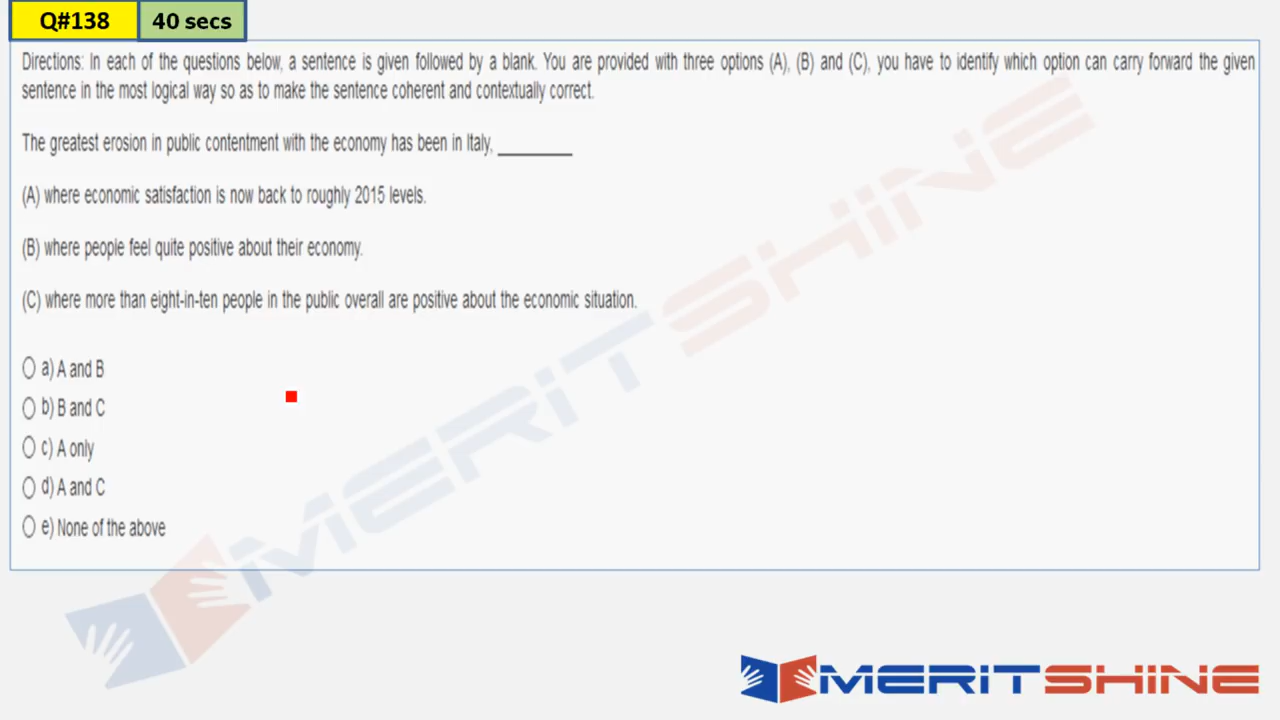 Q#138
40 secs
Directions: In each of the questions below, a sentence is given followed by a blank. You are provided with three options (A), (B) and (C), you have to identify which option can carry forward the given
sentence in the most logical way so as to make the sentence coherent and contextually correct.
The greatest erosion in public contentment with the economy has been in Italy, __________
(A) where economic satisfaction is now back to roughly 2015 levels.
(B) where people feel quite positive about their economy.
(C) where more than eight-in-ten people in the public overall are positive about the economic situation.
a) A and B
b) B and C
c) A only
d) A and C
e) None of the above
MERITSHINE
MERITSHINE